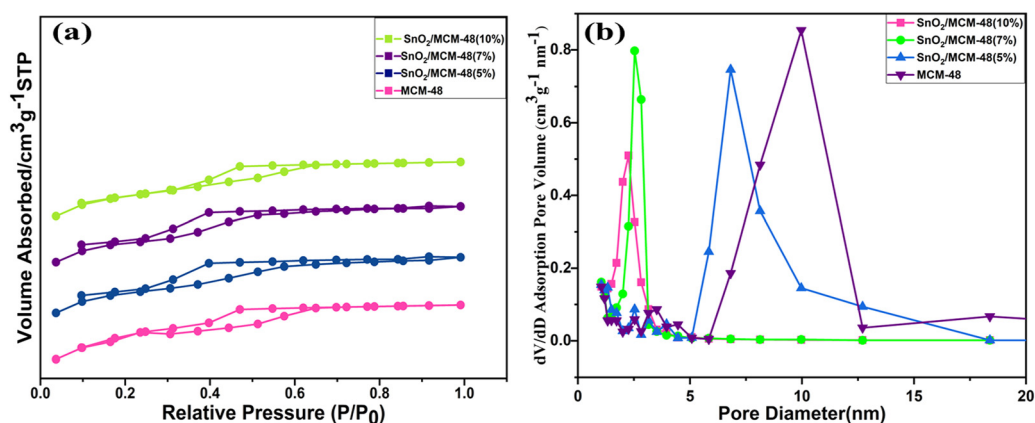 (a)
SnO₂/MCM-48(10%)
SnO₂/MCM-48(7%)
SnO₂/MCM-48(5%)
MCM-48
Volume Absorbed/cm³g⁻¹STP
0.0 0.2 0.4 0.6 0.8 1.0
Relative Pressure (P/P₀)
(b)
SnO₂/MCM-48(10%)
SnO₂/MCM-48(7%)
SnO₂/MCM-48(5%)
MCM-48
dV/dD Adsorption Pore Volume (cm³g⁻¹ nm⁻¹)
0.8
0.6
0.4
0.2
0.0
0 5 10 15 20
Pore Diameter(nm)